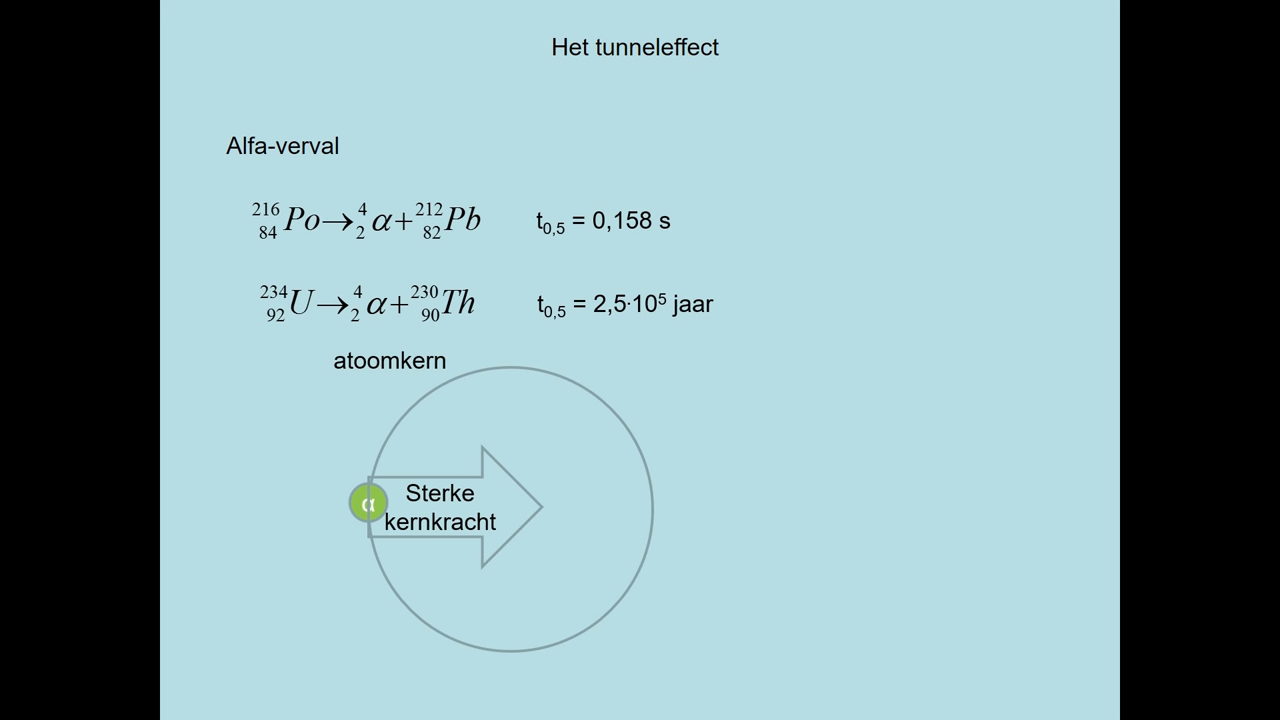 Het tunneleffect
Alfa-verval
²¹⁶₈₄Po→⁴₂α+²¹²₈₂Pb t₀,₅ = 0,158 s
²³⁴₉₂U→⁴₂α+²³⁰₉₀Th t₀,₅ = 2,5·10⁵ jaar
atoomkern
Sterke
α kernkracht